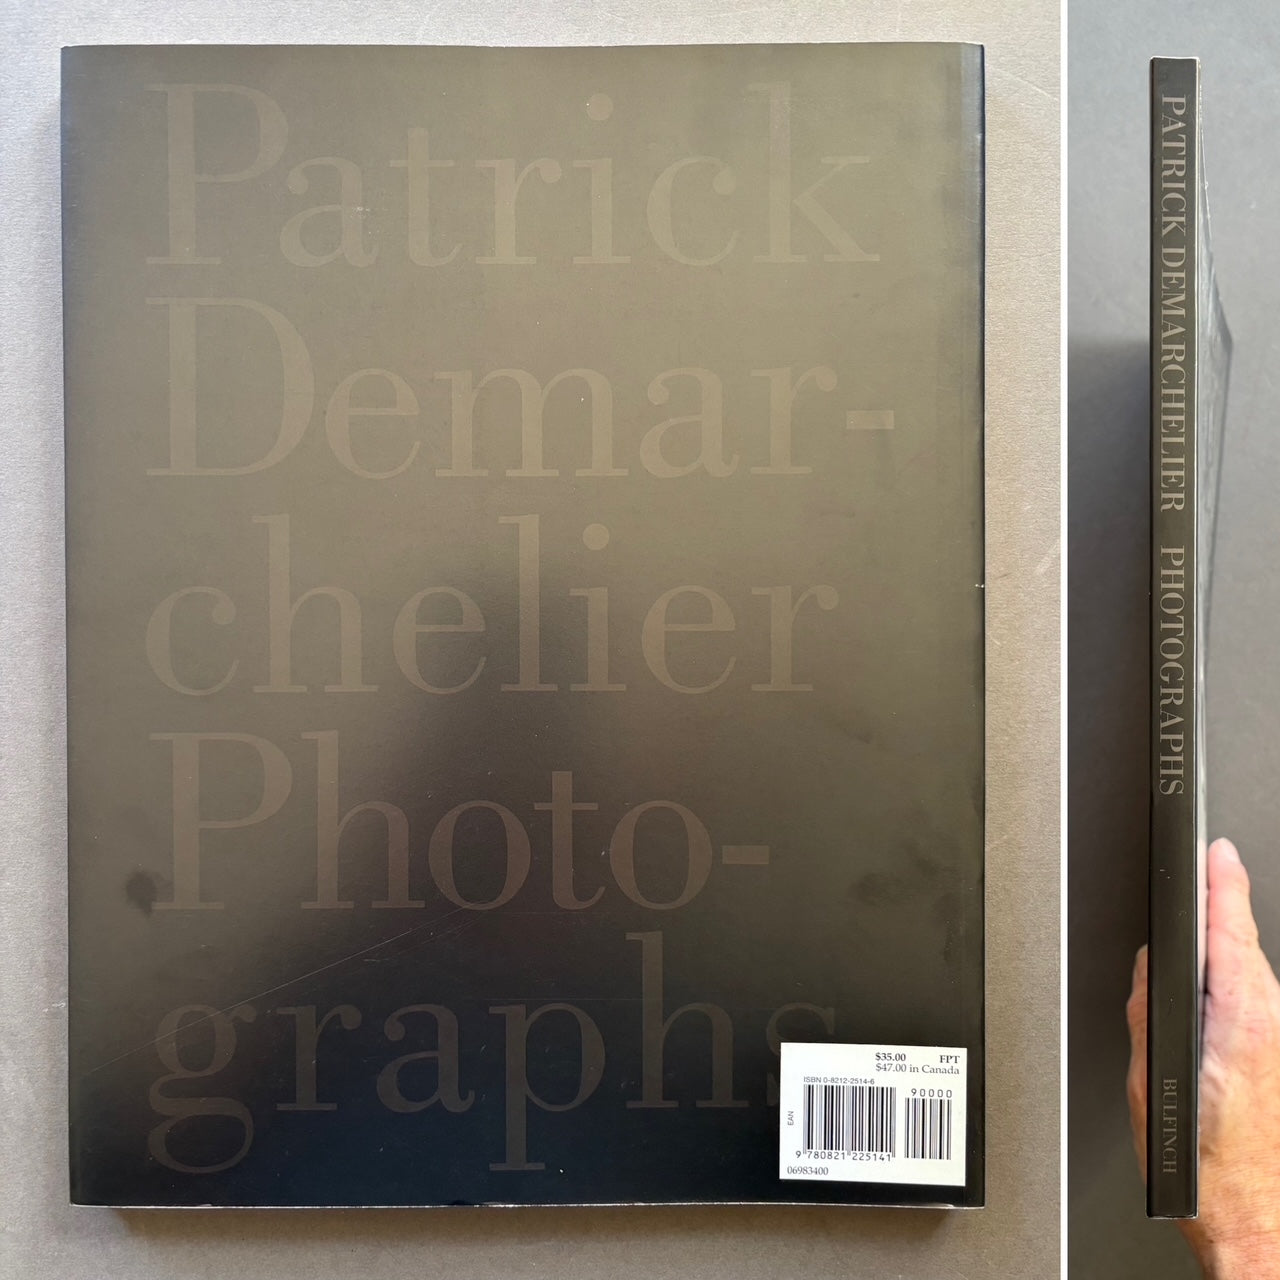 Patrick
Demar-
chelier
Photo-
graphs
$35.00 FPT
$47.00 in Canada
ISBN 0-8212-2514-6
90000
EAN
9 780821 225141
06983400
PATRICK DEMARCHELIER PHOTOGRAPHS
BULFINCH